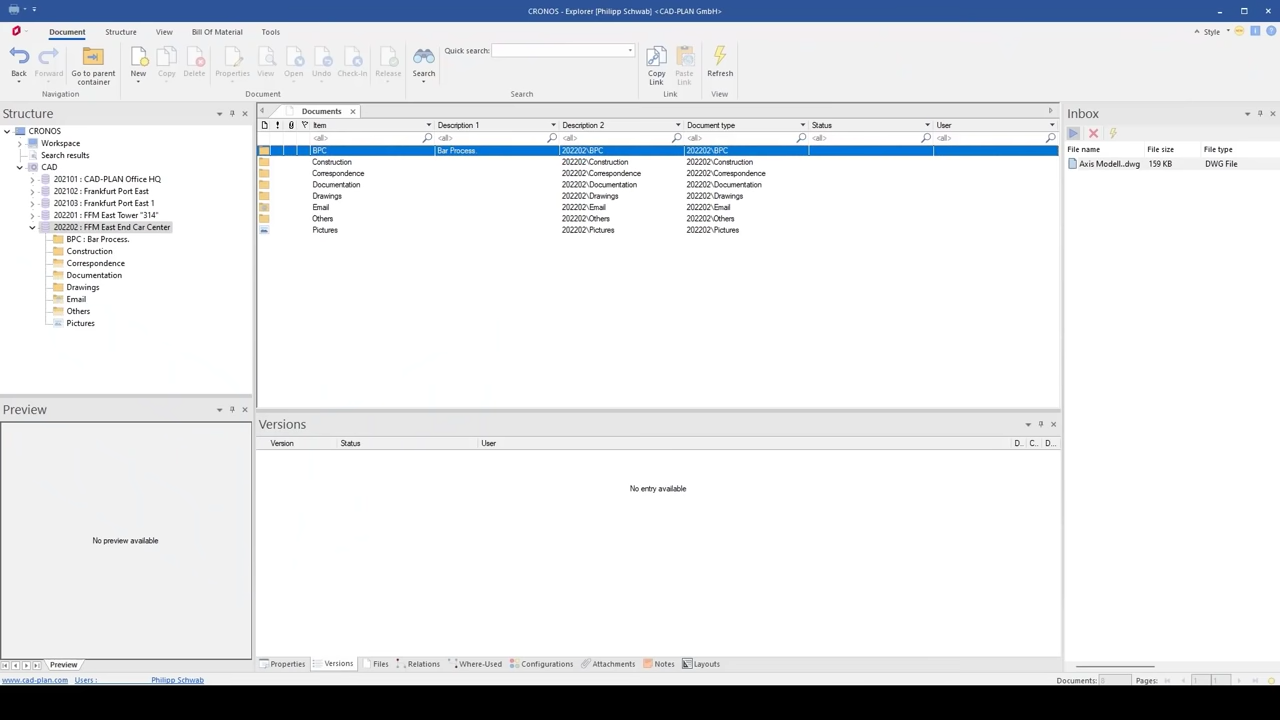 CRONOS - Explorer [Philipp Schwab] <CAD-PLAN GmbH>
Document Structure View Bill Of Material Tools Style
Back Forward Go to parent container New Copy Delete Properties View Open Undo Check-In Release Search Quick search: Copy Link Paste Link Refresh
Navigation Document Search Link View
Structure
CRONOS
Workspace
Search results
CAD
202101 : CAD-PLAN Office HQ
202102 : Frankfurt Port East
202103 : Frankfurt Port East 1
202201 : FFM East Tower "314"
202202 : FFM East End Car Center
BPC : Bar Process.
Construction
Correspondence
Documentation
Drawings
Email
Others
Pictures
Preview
No preview available
Preview
Documents
Item Description 1 Description 2 Document type Status User
<all> <all> <all> <all> <all> <all>
BPC Bar Process. 202202\BPC 202202\BPC
Construction 202202\Construction 202202\Construction
Correspondence 202202\Correspondence 202202\Correspondence
Documentation 202202\Documentation 202202\Documentation
Drawings 202202\Drawings 202202\Drawings
Email 202202\Email 202202\Email
Others 202202\Others 202202\Others
Pictures 202202\Pictures 202202\Pictures
Versions
Version Status User D.. C.. D...
No entry available
Properties Versions Files Relations Where-Used Configurations Attachments Notes Layouts
Inbox
File name File size File type
Axis Modell..dwg 159 KB DWG File
www.cad-plan.com Users : Philipp Schwab Documents: 8 Pages: 1 1